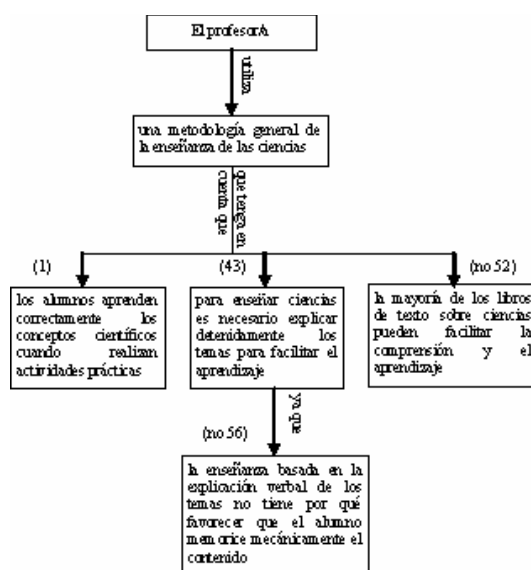 El profesor/A
utiliza
una metodología general de
la enseñanza de las ciencias
que tenga en
cuenta que
(1)
(43)
(no 52)
los alumnos aprenden
correctamente los
conceptos científicos
cuando realizan
actividades prácticas
para enseñar ciencias
es necesario explicar
detenidamente los
temas para facilitar el
aprendizaje
la mayoría de los libros
de texto sobre ciencias
pueden facilitar la
comprensión y el
aprendizaje
ya que
(no 56)
la enseñanza basada en la
explicación verbal de los
temas no tiene por qué
favorecer que el alumno
memorice mecánicamente el
contenido